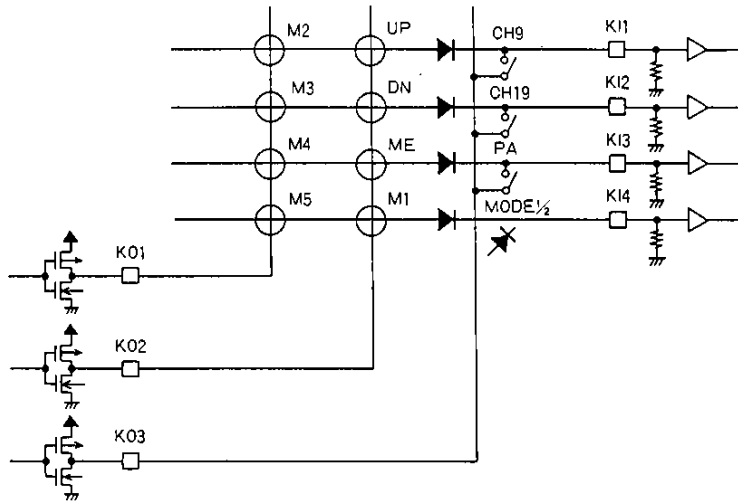 M2 UP CH9 KI1
M3 DN CH19 KI2
M4 ME PA KI3
M5 M1 MODE½ KI4
KO1
KO2
KO3